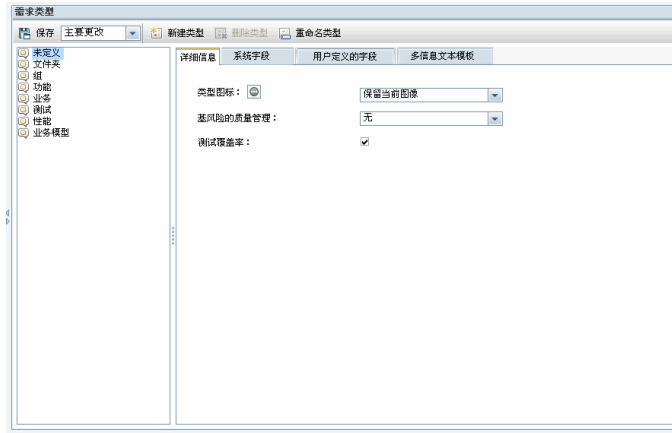 需求类型
保存 主要更改 新建类型 删除类型 重命名类型
未定义
文件夹
组
功能
业务
测试
性能
业务模型
详细信息 系统字段 用户定义的字段 多信息文本模板
类型图标： 保留当前图像
基风险的质量管理： 无
测试覆盖率：